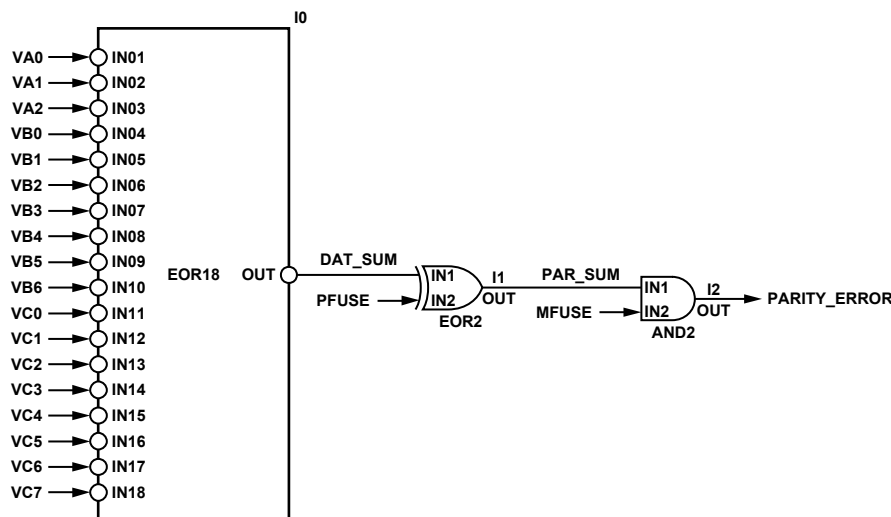 I0
VA0 IN01
VA1 IN02
VA2 IN03
VB0 IN04
VB1 IN05
VB2 IN06
VB3 IN07
VB4 IN08
VB5 IN09
VB6 IN10
VC0 IN11
VC1 IN12
VC2 IN13
VC3 IN14
VC4 IN15
VC5 IN16
VC6 IN17
VC7 IN18
EOR18 OUT
DAT_SUM
PFUSE
IN1
IN2
I1
OUT
EOR2
PAR_SUM
MFUSE
IN1
IN2
I2
OUT
AND2
PARITY_ERROR